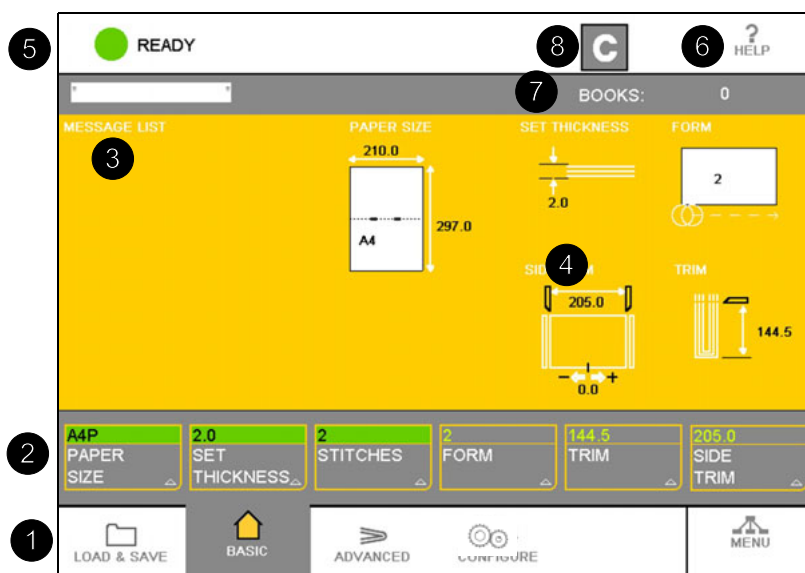 5
READY
8
C
6
?
HELP
7
BOOKS:
0
MESSAGE LIST
3
PAPER SIZE
210.0
297.0
A4
SET THICKNESS
2.0
FORM
2
4
205.0
- +
0.0
TRIM
144.5
2
A4P
PAPER
SIZE
2.0
SET
THICKNESS
2
STITCHES
2
FORM
144.5
TRIM
205.0
SIDE
TRIM
1
LOAD & SAVE
BASIC
ADVANCED
CONFIGURE
MENU